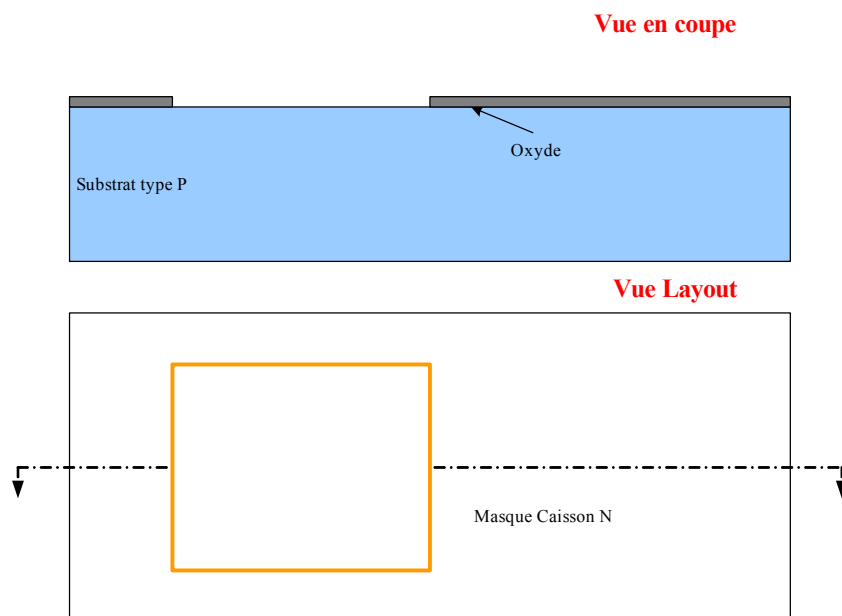 Vue en coupe
Oxyde
Substrat type P
Vue Layout
Masque Caisson N